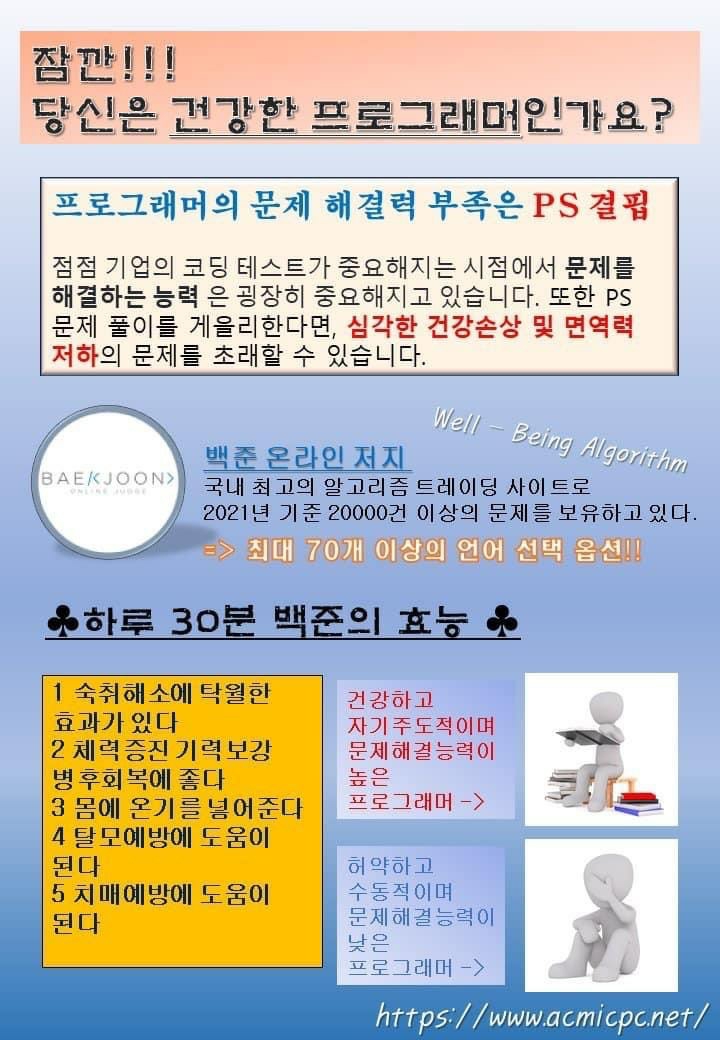 잠깐!!!
당신은 건강한 프로그래머인가요?
프로그래머의 문제 해결력 부족은 PS 결핍
점점 기업의 코딩 테스트가 중요해지는 시점에서 문제를
해결하는 능력 은 굉장히 중요해지고 있습니다. 또한 PS
문제 풀이를 게을리한다면, 심각한 건강손상 및 면역력
저하의 문제를 초래할 수 있습니다.
Well – Being Algorithm
BAEKJOON>
ONLINE JUDGE
백준 온라인 저지
국내 최고의 알고리즘 트레이딩 사이트로
2021년 기준 20000건 이상의 문제를 보유하고 있다.
=> 최대 70개 이상의 언어 선택 옵션!!
♣하루 30분 백준의 효능 ♣
1 숙취해소에 탁월한
효과가 있다
2 체력증진 기력보강
병후회복에 좋다
3 몸에 온기를 넣어준다
4 탈모예방에 도움이
된다
5 치매예방에 도움이
된다
건강하고
자기주도적이며
문제해결능력이
높은
프로그래머 ->
허약하고
수동적이며
문제해결능력이
낮은
프로그래머 ->
https://www.acmicpc.net/